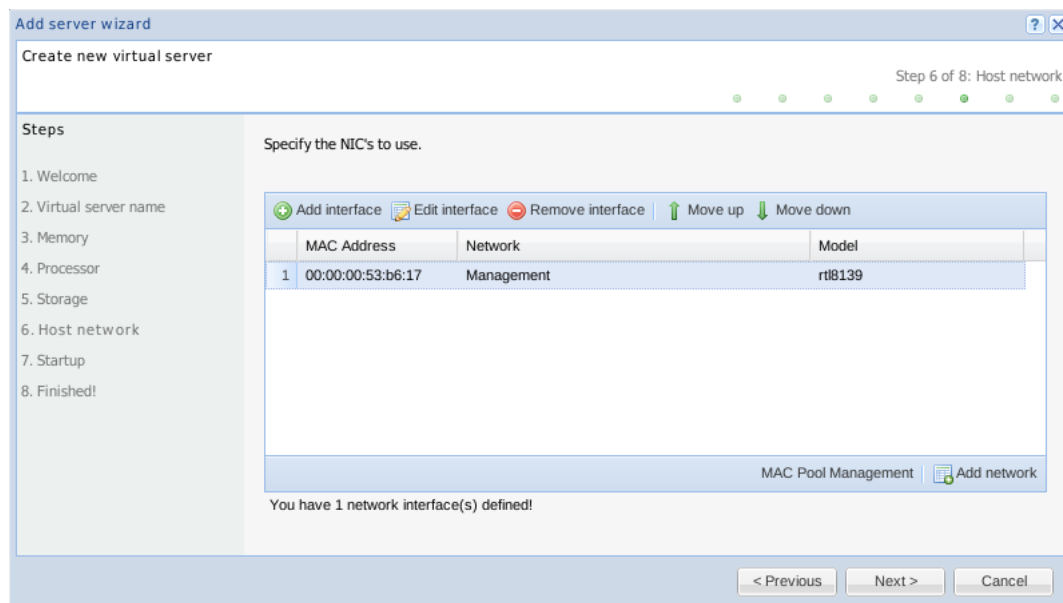 Add server wizard
Create new virtual server
Step 6 of 8: Host network
Steps
1. Welcome
2. Virtual server name
3. Memory
4. Processor
5. Storage
6. Host network
7. Startup
8. Finished!
Specify the NIC's to use.
Add interface Edit interface Remove interface Move up Move down
MAC Address Network Model
1 00:00:00:53:b6:17 Management rtl8139
MAC Pool Management Add network
You have 1 network interface(s) defined!
< Previous Next > Cancel